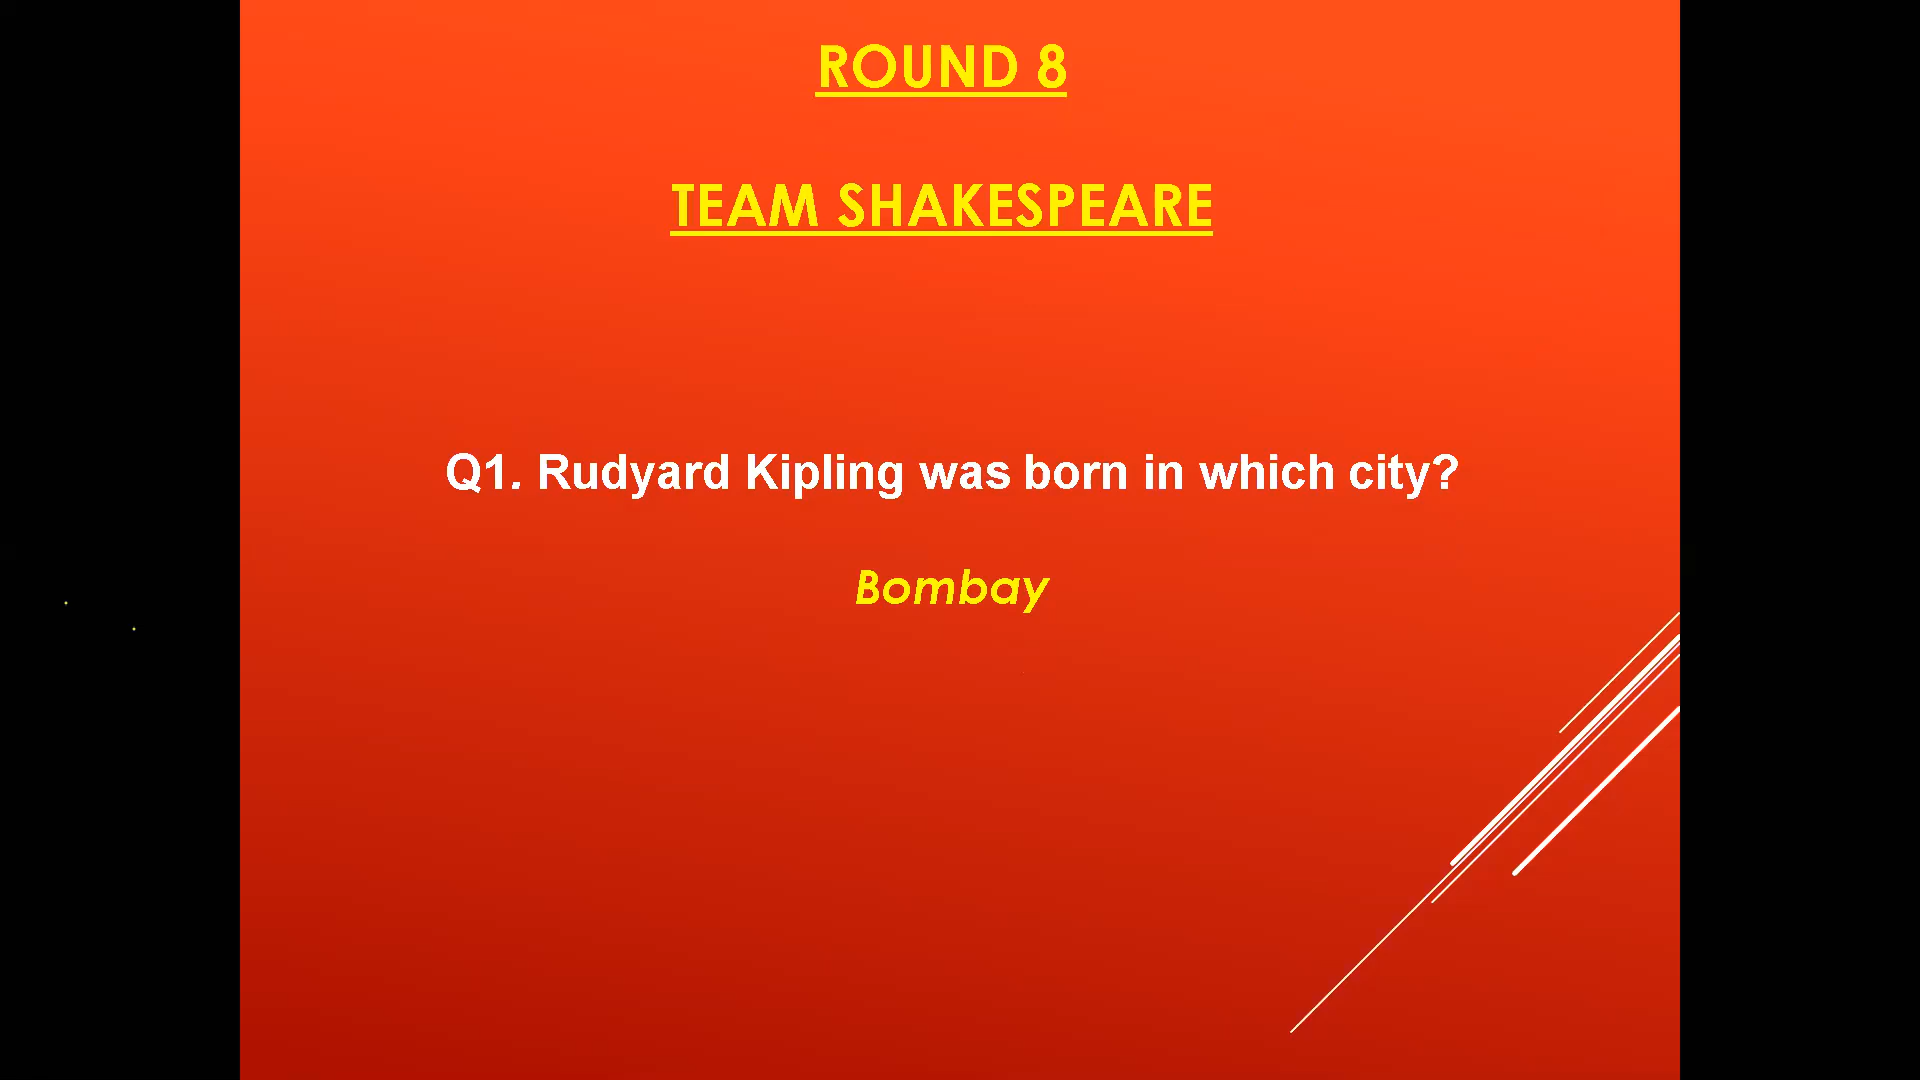 ROUND 8
TEAM SHAKESPEARE
Q1. Rudyard Kipling was born in which city?
Bombay